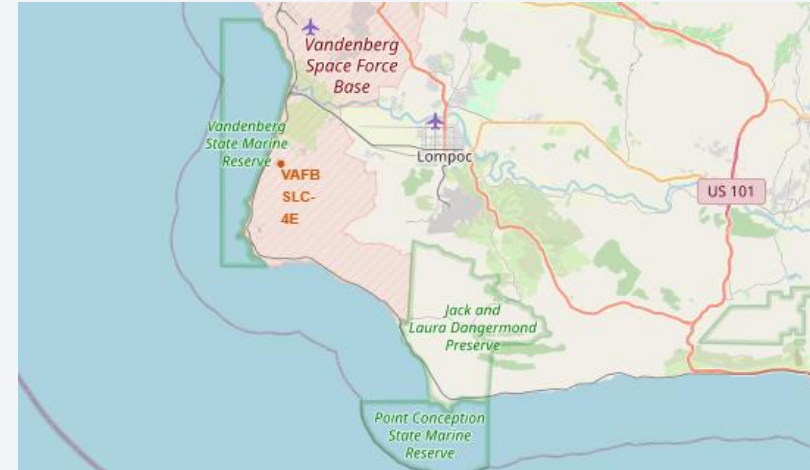 Vandenberg
Space Force
Base
Vandenberg
State Marine
Reserve
VAFB
SLC-
4E
Lompoc
US 101
Jack and
Laura Dangermond
Preserve
Point Conception
State Marine
Reserve